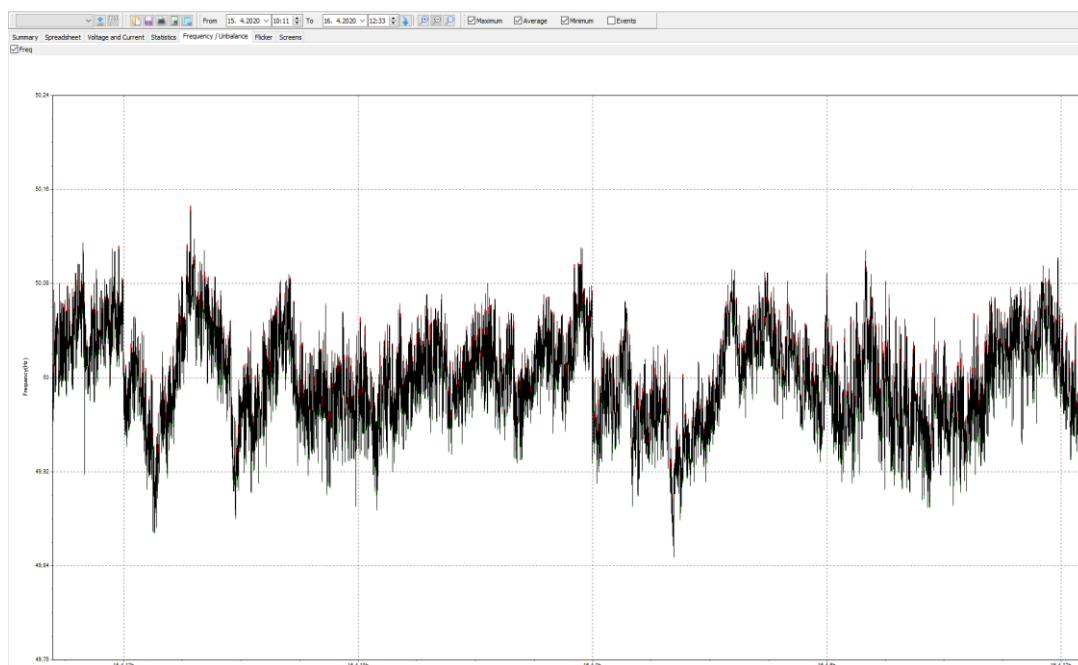 From 15. 4.2020 10:11 To 16. 4.2020 12:33 Maximum Average Minimum Events
Summary Spreadsheet Voltage and Current Statistics Frequency / Unbalance Flicker Screens
Freq
50,24
50,16
50,08
Frequency(Hz)
50
49,92
49,84
49,76